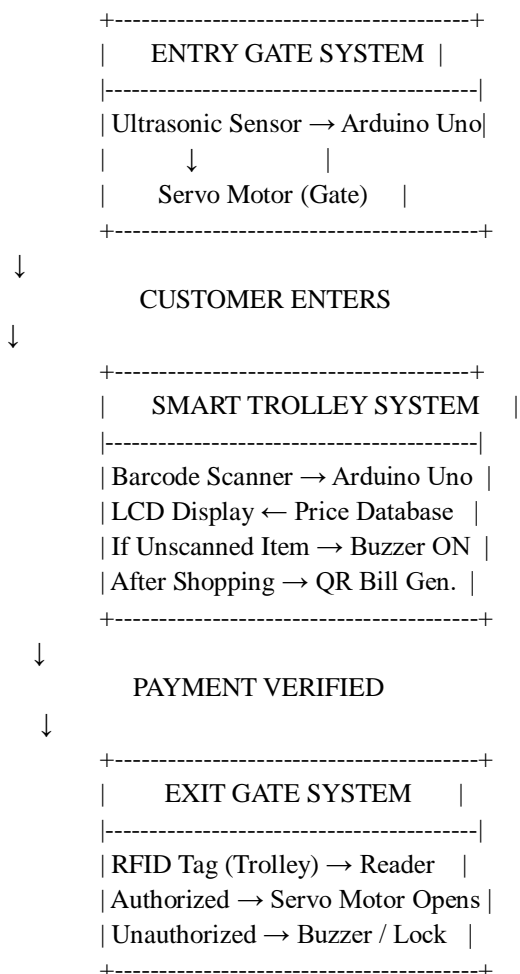 +----------------------------------------+
| ENTRY GATE SYSTEM |
|------------------------------------------|
| Ultrasonic Sensor → Arduino Uno|
| ↓ |
| Servo Motor (Gate) |
+-----------------------------------------+
↓
CUSTOMER ENTERS
↓
+----------------------------------------+
| SMART TROLLEY SYSTEM |
|------------------------------------------|
| Barcode Scanner → Arduino Uno |
| LCD Display ← Price Database |
| If Unscanned Item → Buzzer ON |
| After Shopping → QR Bill Gen. |
+-----------------------------------------+
↓
PAYMENT VERIFIED
↓
+-----------------------------------------+
| EXIT GATE SYSTEM |
|------------------------------------------|
| RFID Tag (Trolley) → Reader |
| Authorized → Servo Motor Opens |
| Unauthorized → Buzzer / Lock |
+-----------------------------------------+